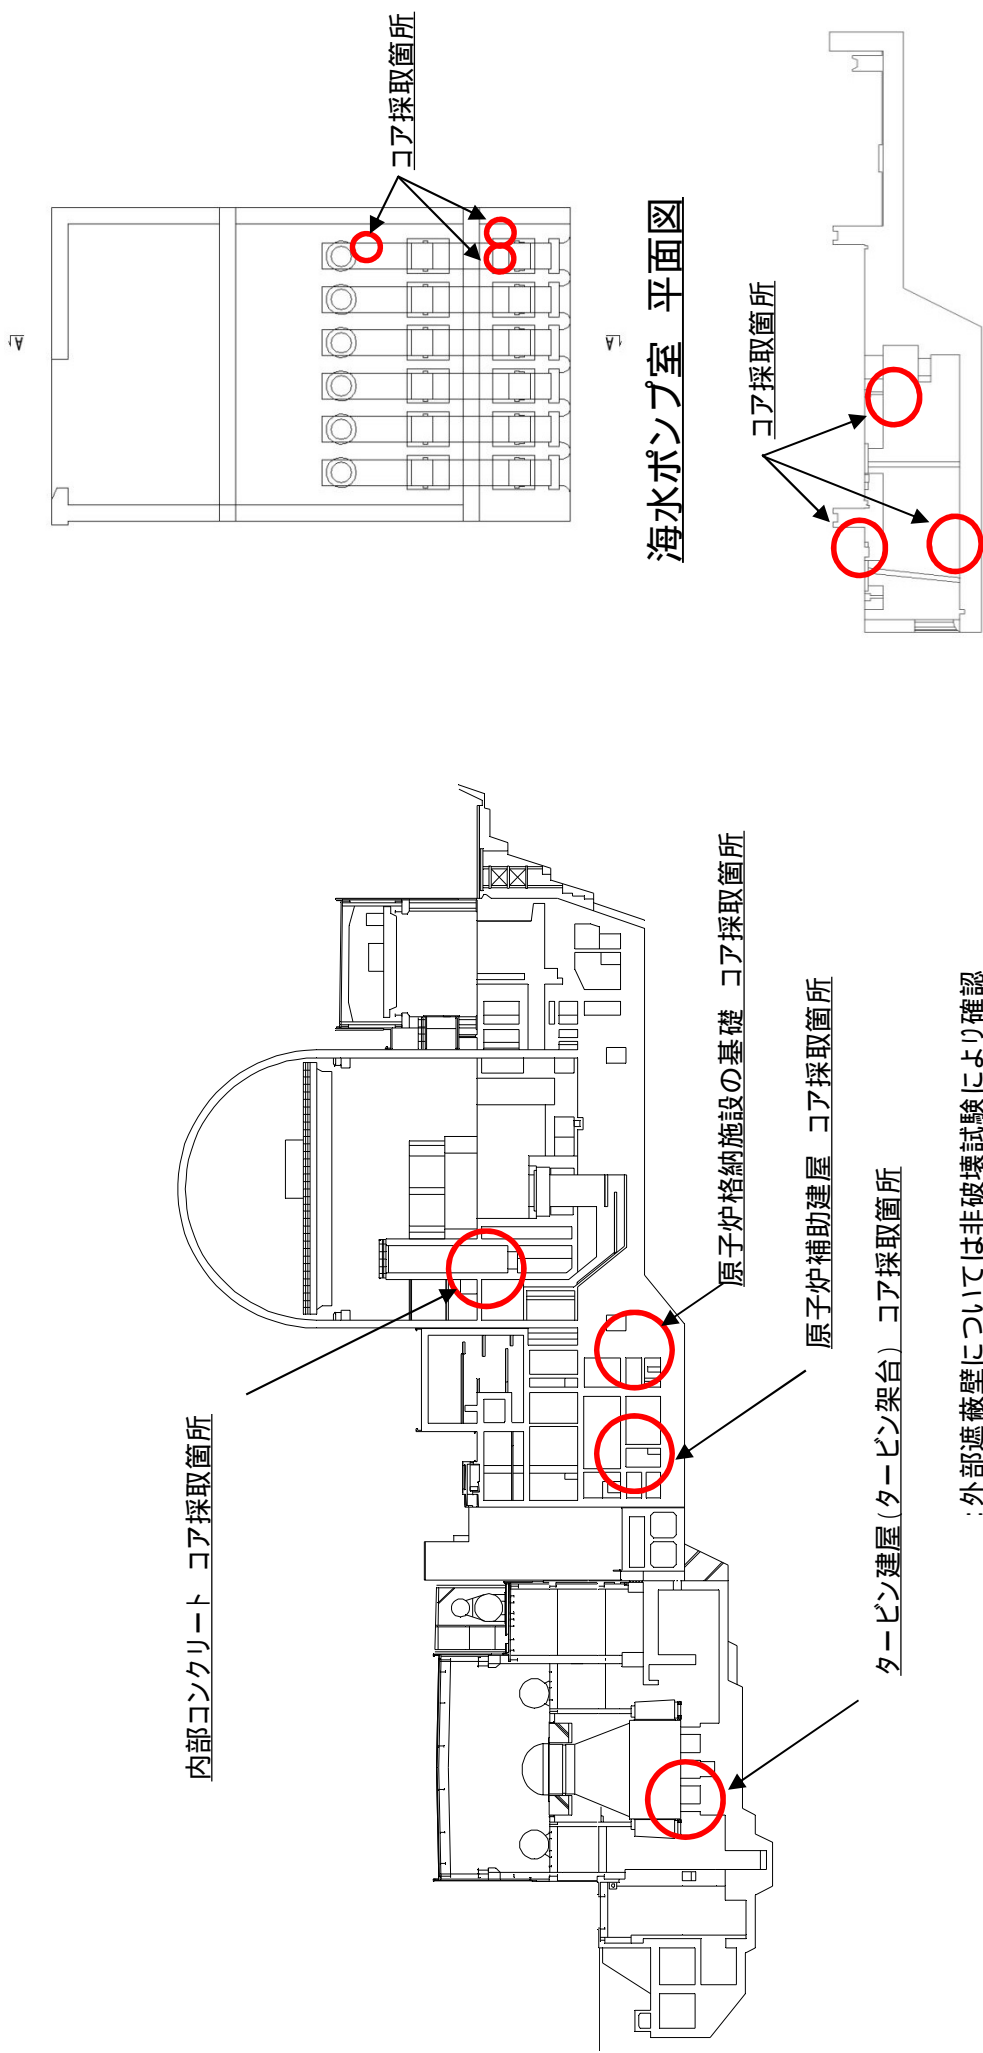 内部コンクリート コア採取箇所
原子炉格納施設の基礎 コア採取箇所
原子炉補助建屋 コア採取箇所
タービン建屋(タービン架台) コア採取箇所
:外部遮蔽壁については非破壊試験により確認
コア採取箇所
A
A
海水ポンプ室 平面図
コア採取箇所